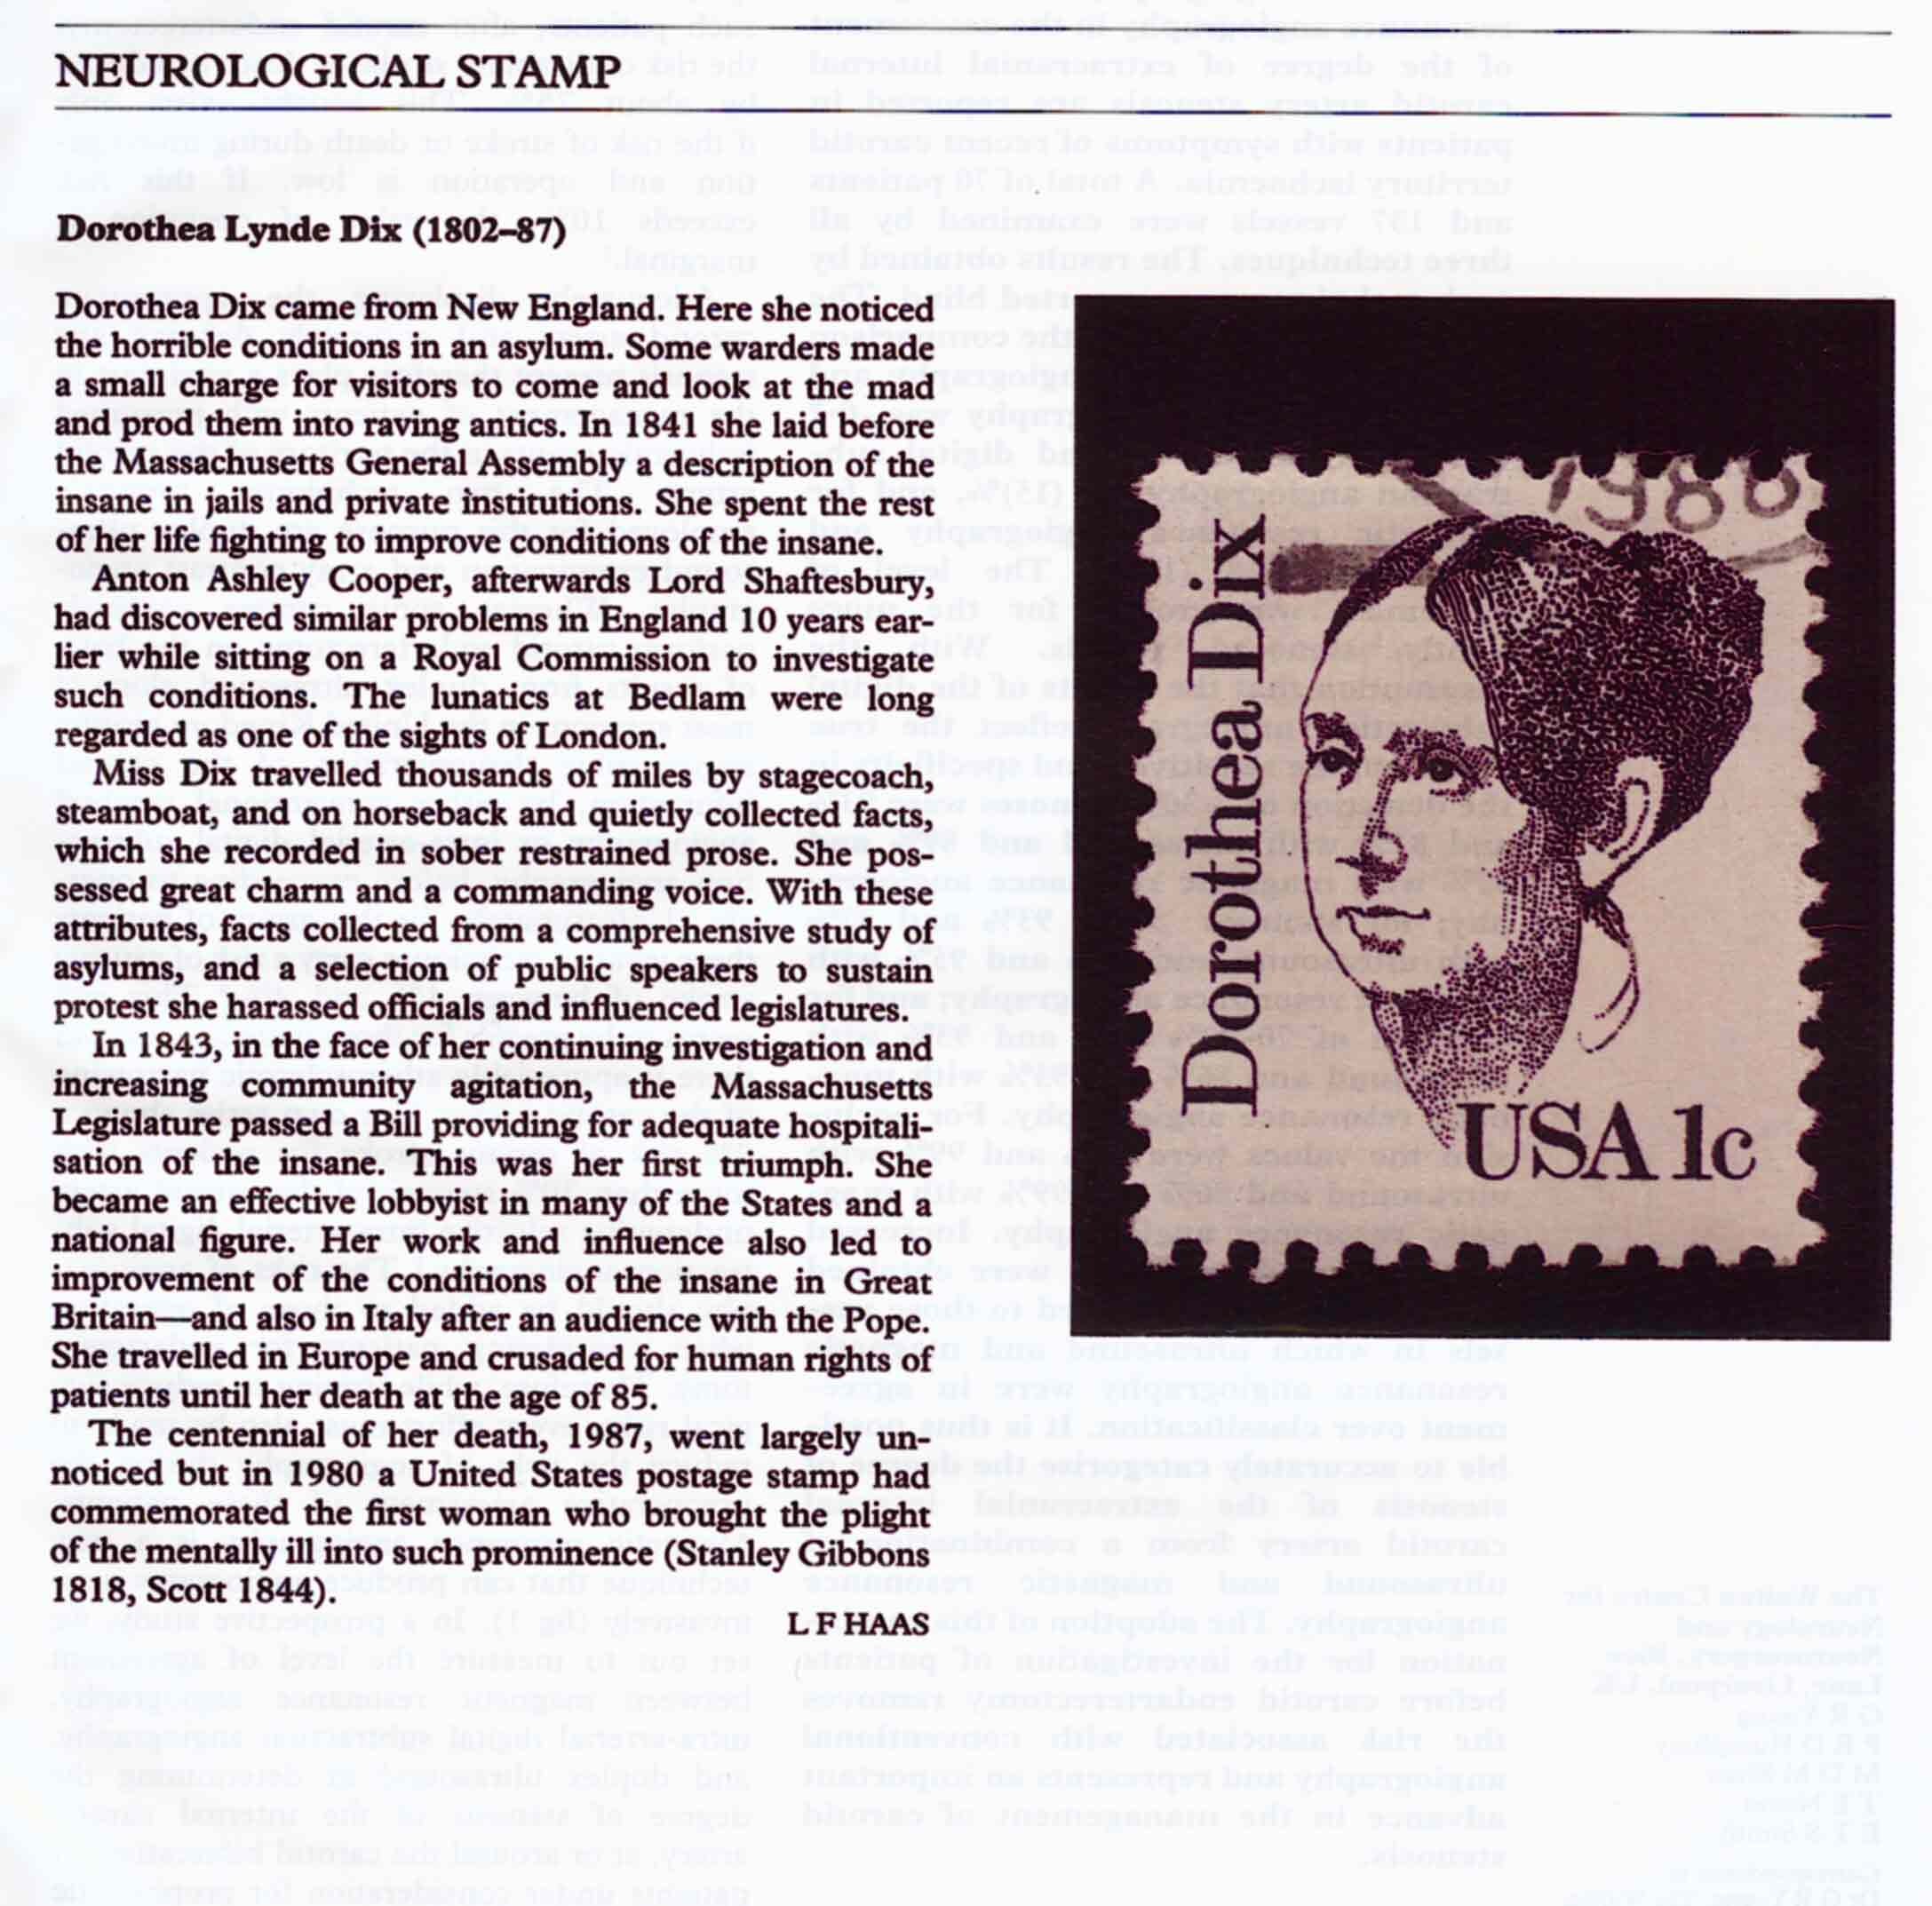 NEUROLOGICAL STAMP
Dorothea Lynde Dix (1802–87)
Dorothea Dix came from New England. Here she noticed
the horrible conditions in an asylum. Some warders made
a small charge for visitors to come and look at the mad
and prod them into raving antics. In 1841 she laid before
the Massachusetts General Assembly a description of the
insane in jails and private institutions. She spent the rest
of her life fighting to improve conditions of the insane.
Anton Ashley Cooper, afterwards Lord Shaftesbury,
had discovered similar problems in England 10 years ear-
lier while sitting on a Royal Commission to investigate
such conditions. The lunatics at Bedlam were long
regarded as one of the sights of London.
Miss Dix travelled thousands of miles by stagecoach,
steamboat, and on horseback and quietly collected facts,
which she recorded in sober restrained prose. She pos-
sessed great charm and a commanding voice. With these
attributes, facts collected from a comprehensive study of
asylums, and a selection of public speakers to sustain
protest she harassed officials and influenced legislatures.
In 1843, in the face of her continuing investigation and
increasing community agitation, the Massachusetts
Legislature passed a Bill providing for adequate hospitali-
sation of the insane. This was her first triumph. She
became an effective lobbyist in many of the States and a
national figure. Her work and influence also led to
improvement of the conditions of the insane in Great
Britain—and also in Italy after an audience with the Pope.
She travelled in Europe and crusaded for human rights of
patients until her death at the age of 85.
The centennial of her death, 1987, went largely un-
noticed but in 1980 a United States postage stamp had
commemorated the first woman who brought the plight
of the mentally ill into such prominence (Stanley Gibbons
1818, Scott 1844).
L F HAAS
Dorothea Dix
USA 1c